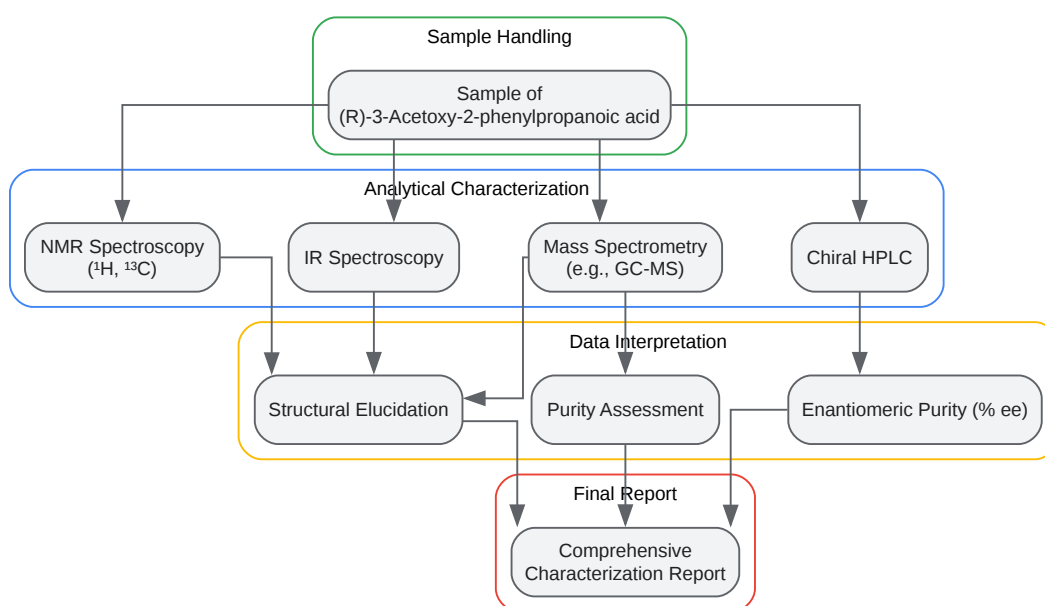 Sample Handling
Sample of
(R)-3-Acetoxy-2-phenylpropanoic acid
Analytical Characterization
NMR Spectroscopy
(¹H, ¹³C)
IR Spectroscopy
Mass Spectrometry
(e.g., GC-MS)
Chiral HPLC
Data Interpretation
Structural Elucidation
Purity Assessment
Enantiomeric Purity (% ee)
Final Report
Comprehensive
Characterization Report